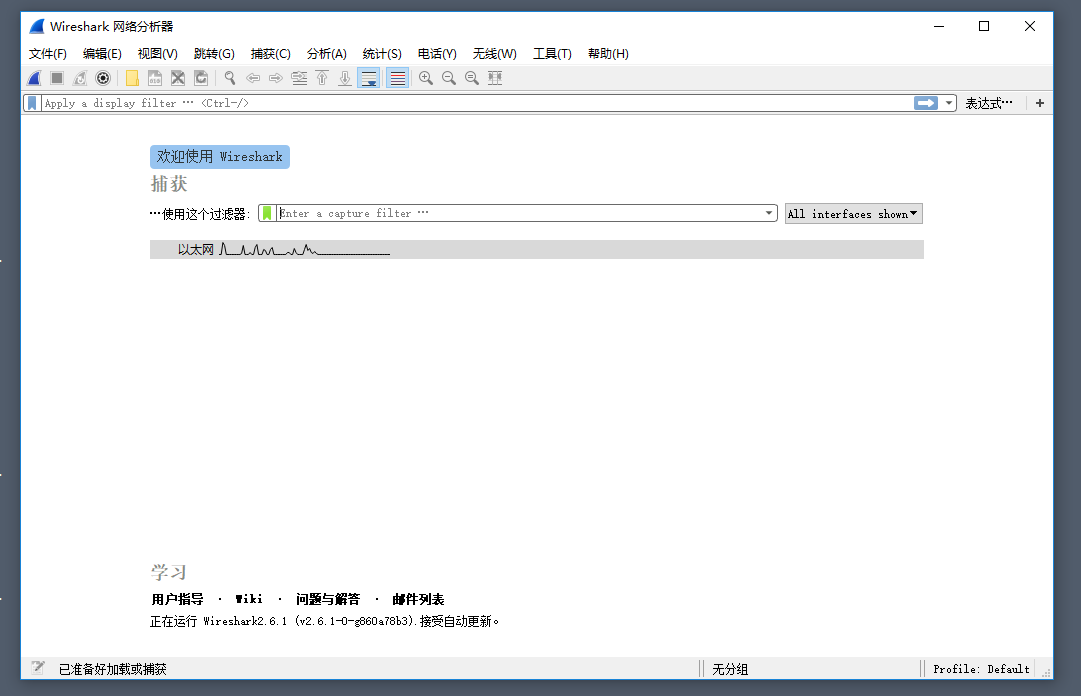 Wireshark 网络分析器
文件(F) 编辑(E) 视图(V) 跳转(G) 捕获(C) 分析(A) 统计(S) 电话(Y) 无线(W) 工具(T) 帮助(H)
Apply a display filter … <Ctrl-/> 表达式… +
欢迎使用 Wireshark
捕获
…使用这个过滤器: Enter a capture filter … All interfaces shown
以太网
学习
用户指导 · Wiki · 问题与解答 · 邮件列表
正在运行 Wireshark2.6.1 (v2.6.1-0-g860a78b3).接受自动更新。
已准备好加载或捕获 无分组 Profile: Default